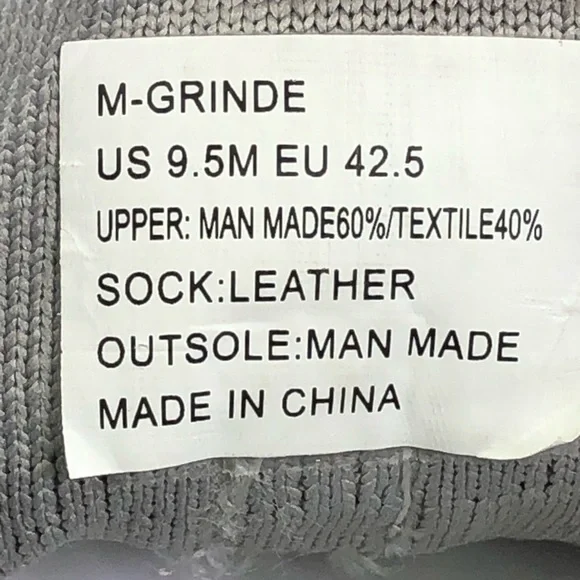 M-GRINDE
US 9.5M EU 42.5
UPPER: MAN MADE60%/TEXTILE40%
SOCK:LEATHER
OUTSOLE:MAN MADE
MADE IN CHINA